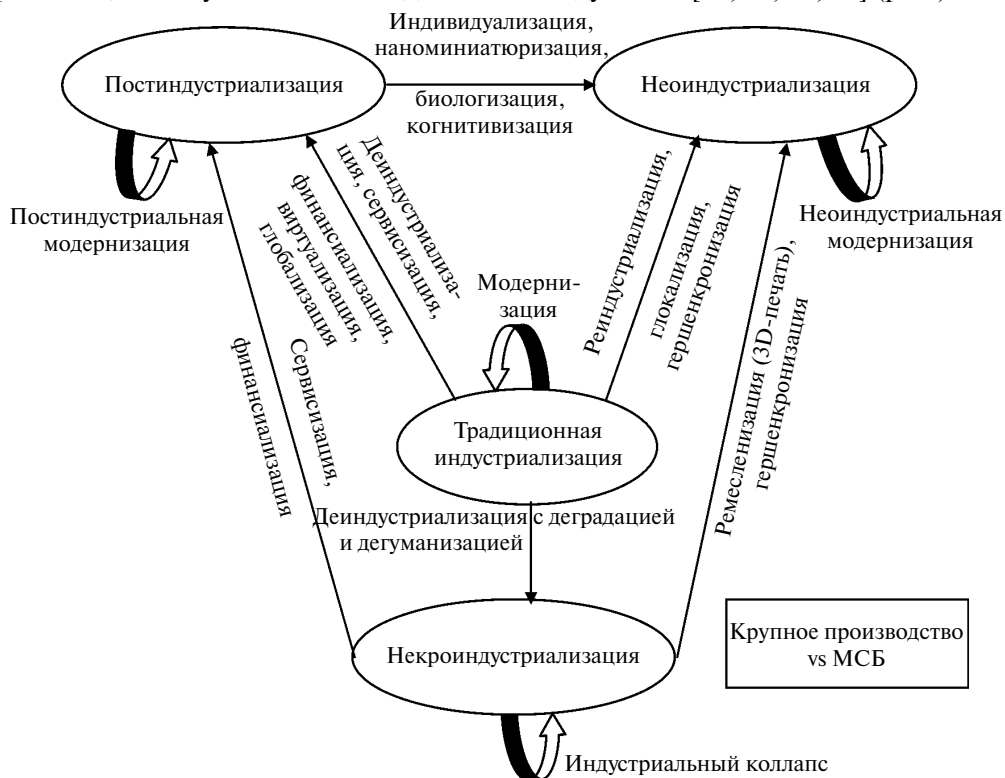 Индивидуализация,
наноминиатюризация,
Постиндустриализация
Неоиндустриализация
биологизация,
когнитивизация
Постиндустриальная
модернизация
Неоиндустриальная
модернизация
Деиндустриализа-
ция, сервисизация,
финансиализация,
виртуализация,
глобализация
Реиндустриализация,
глокализация,
гершенкронизация
Модерни-
зация
Сервисизация,
финансиализация
Ремесленизация (3D-печать),
гершенкронизация
Традиционная
индустриализация
Деиндустриализация с деградацией
и дегуманизацией
Некроиндустриализация
Крупное производство
vs МСБ
Индустриальный коллапс